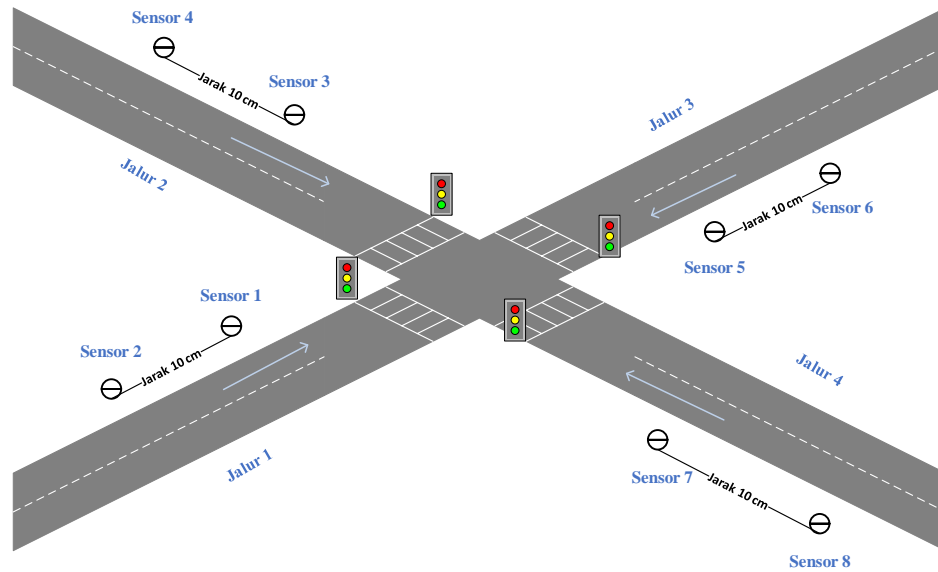 Sensor 4
Jarak 10 cm
Sensor 3
Jalur 3
Jalur 2
Jarak 10 cm
Sensor 6
Sensor 5
Sensor 1
Sensor 2
Jarak 10 cm
Jalur 4
Jalur 1
Sensor 7
Jarak 10 cm
Sensor 8